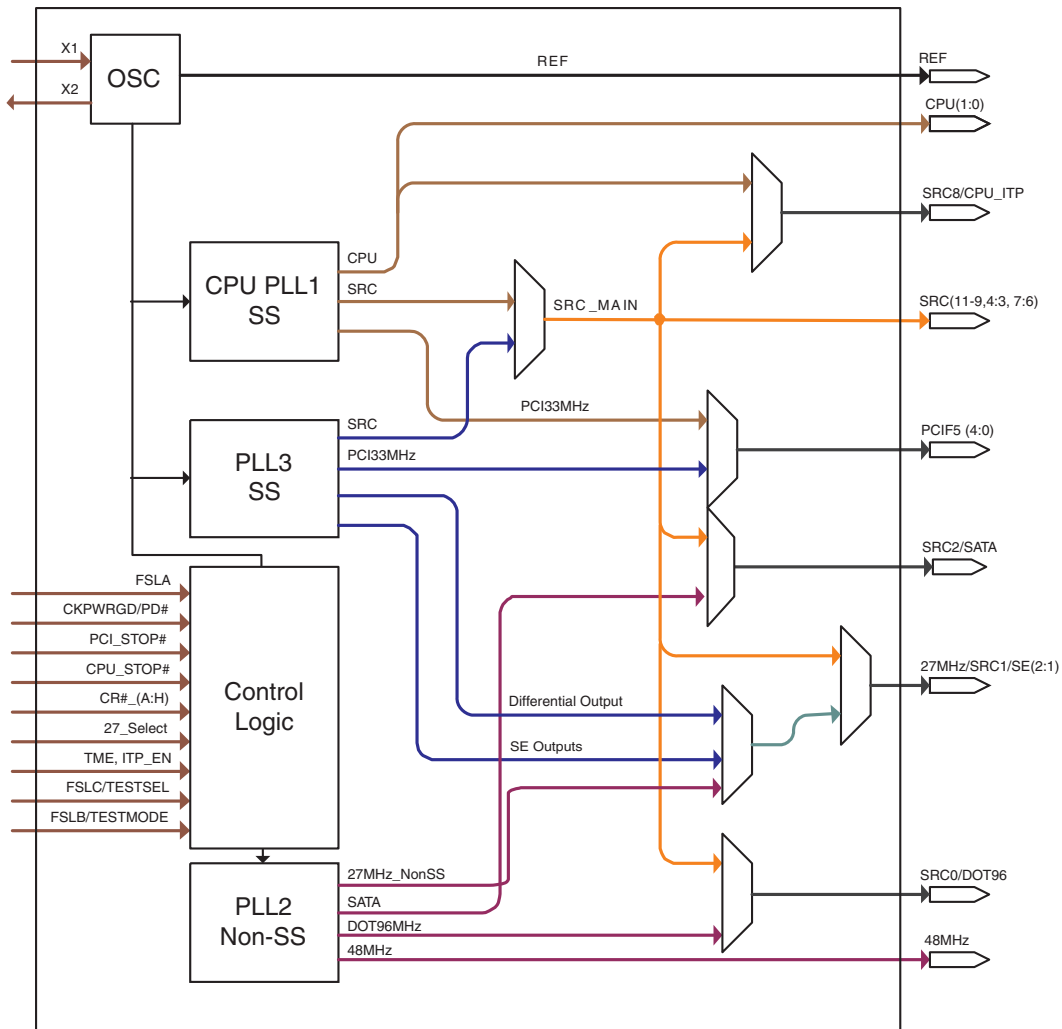 X1
X2
OSC
REF
REF
CPU(1:0)
SRC8/CPU_ITP
CPU PLL1
SS
CPU
SRC
SRC_MAIN
SRC(11-9,4:3, 7:6)
PCI33MHz
PLL3
SS
SRC
PCI33MHz
PCIF5 (4:0)
SRC2/SATA
FSLA
CKPWRGD/PD#
PCI_STOP#
CPU_STOP#
CR#_(A:H)
27_Select
TME, ITP_EN
FSLC/TESTSEL
FSLB/TESTMODE
Control
Logic
Differential Output
SE Outputs
27MHz/SRC1/SE(2:1)
PLL2
Non-SS
27MHz_NonSS
SATA
DOT96MHz
48MHz
SRC0/DOT96
48MHz